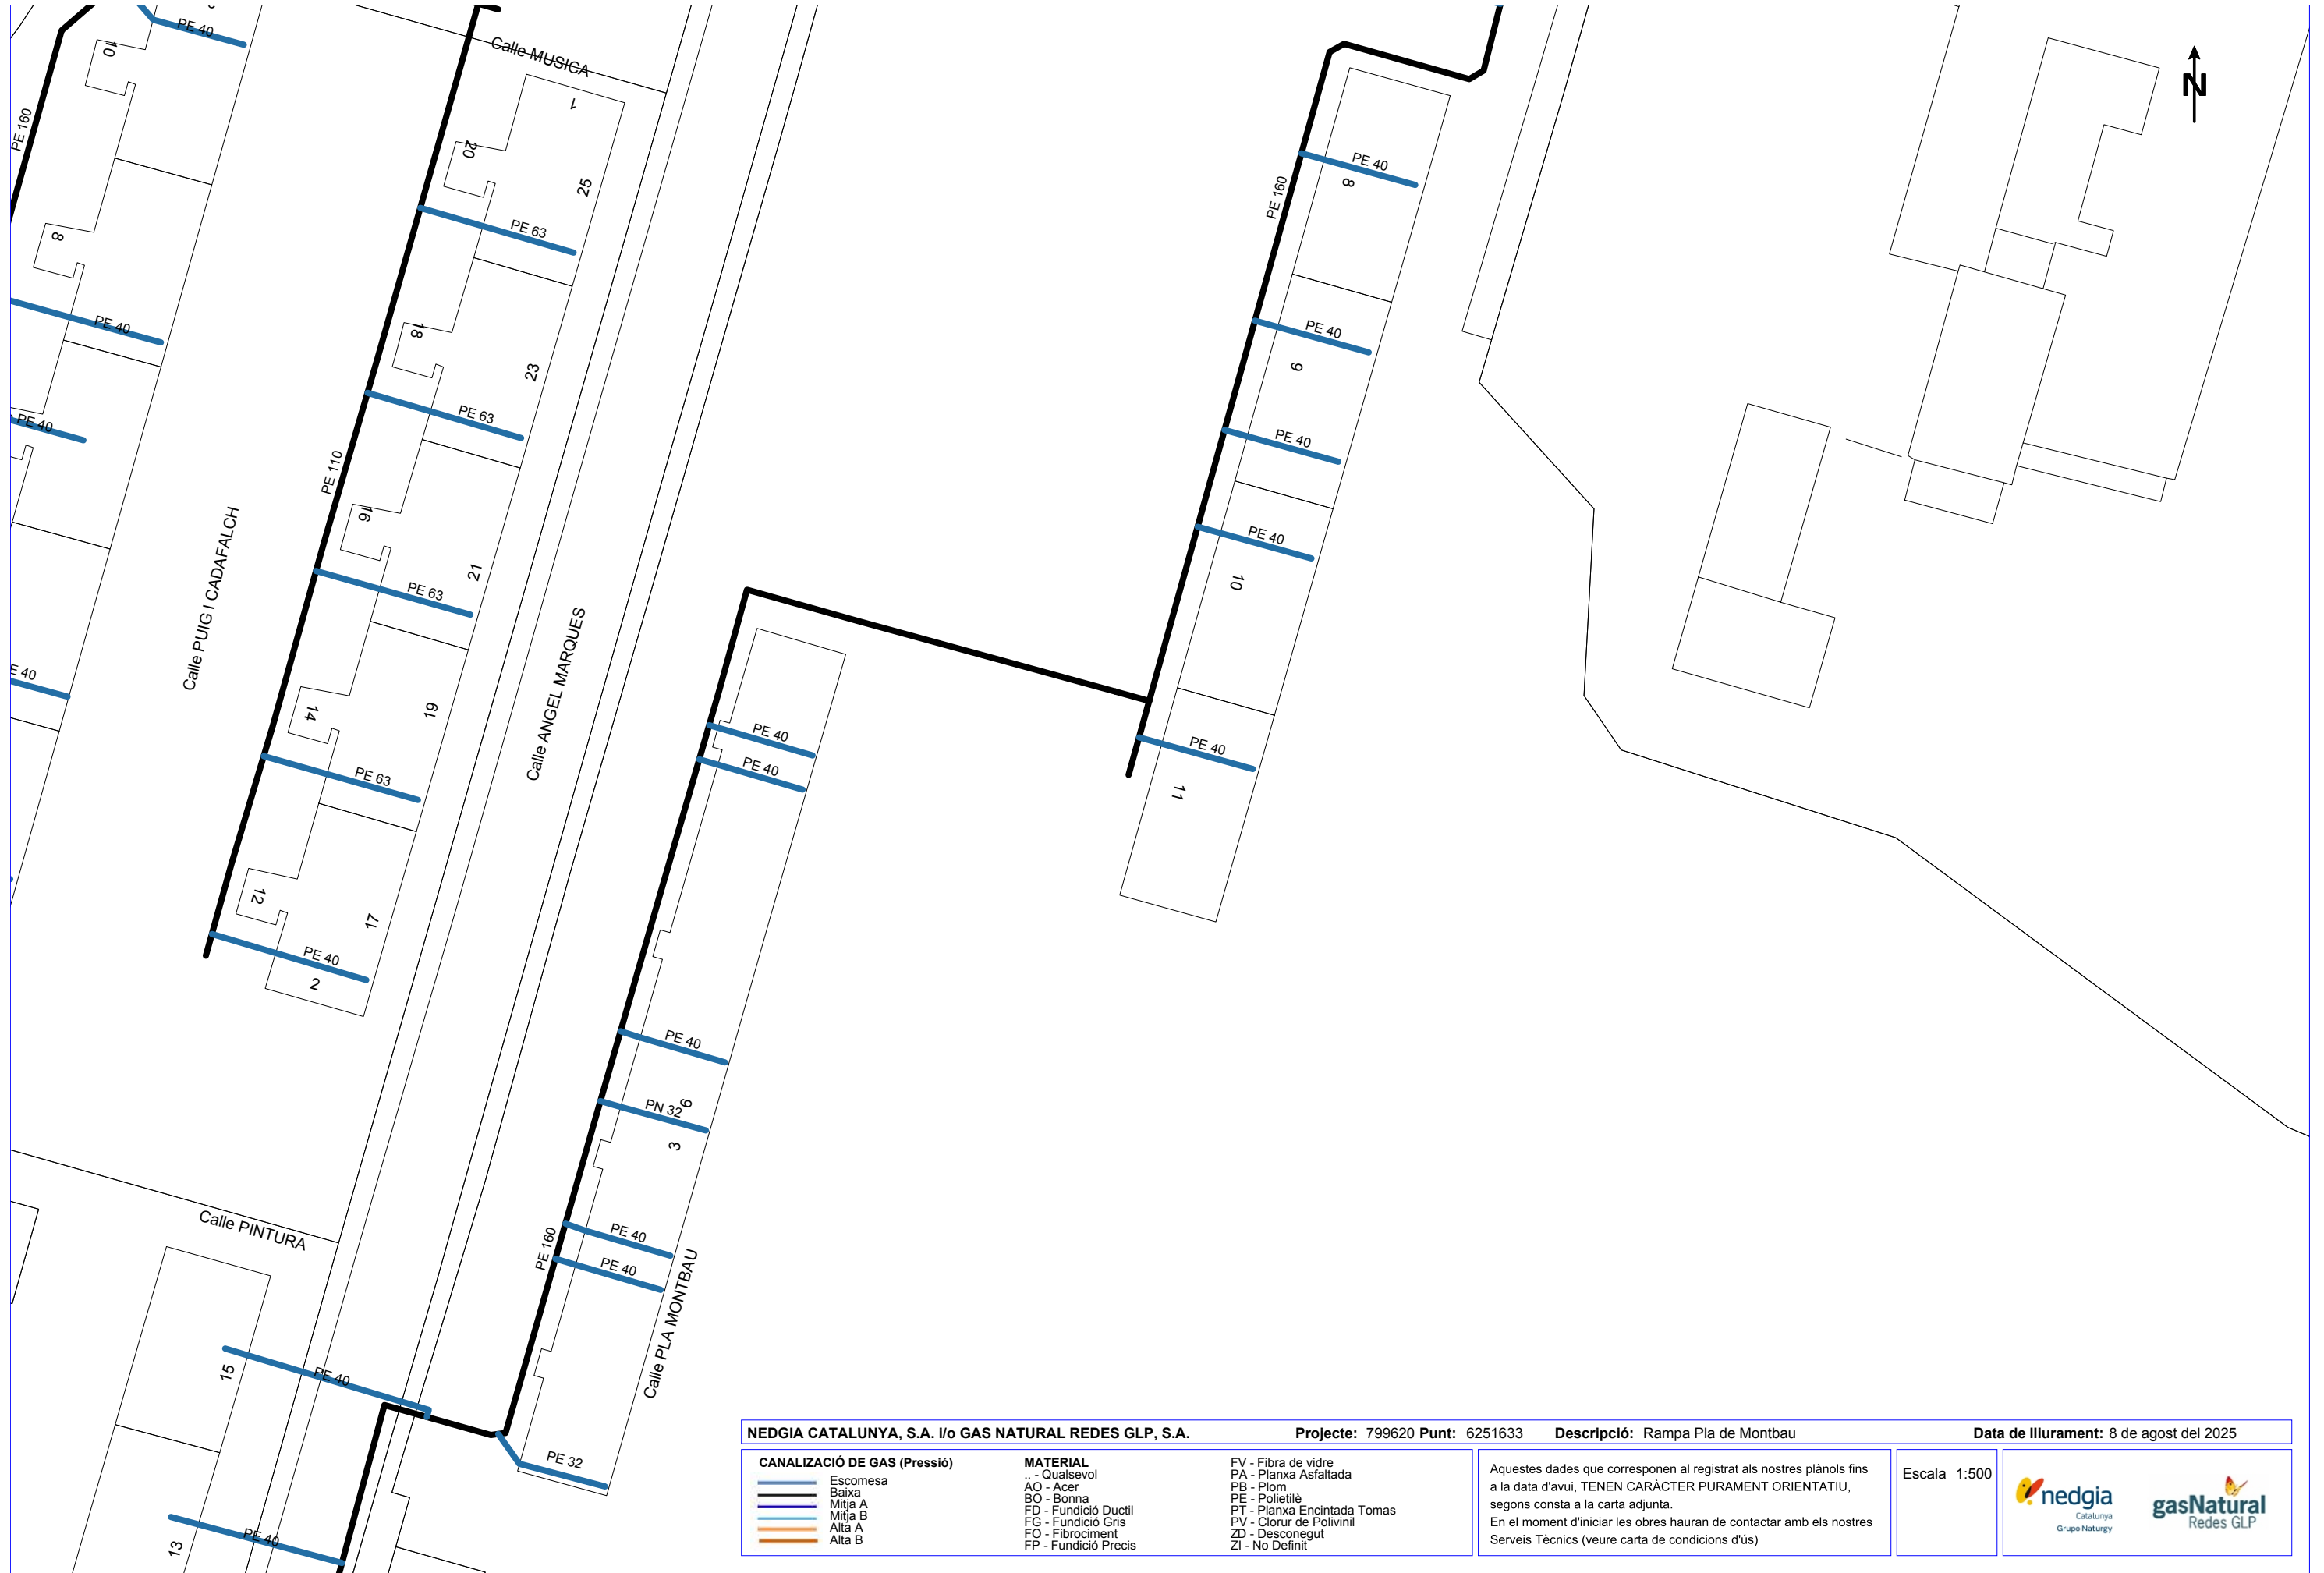 PE 40
10
PE 160
8
PE 40
PE 40
E 40
Calle PUIG I CADAFALCH
Calle MUSICA
1
20
25
PE 63
18
23
PE 63
PE 110
16
21
PE 63
14
19
PE 63
12
17
PE 40
2
Calle ANGEL MARQUES
PE 40
PE 40
PE 40
PN 32
9
3
PE 40
PE 40
PE 160
Calle PLA MONTBAU
PE 32
Calle PINTURA
15
PE 40
13
PE 40
PE 160
PE 40
8
PE 40
9
PE 40
PE 40
10
PE 40
11
N
NEDGIA CATALUNYA, S.A. i/o GAS NATURAL REDES GLP, S.A. Projecte: 799620 Punt: 6251633 Descripció: Rampa Pla de Montbau Data de lliurament: 8 de agost del 2025
CANALIZACIÓ DE GAS (Pressió)
Escomesa
Baixa
Mitja A
Mitja B
Alta A
Alta B
MATERIAL
.. - Qualsevol
AO - Acer
BO - Bonna
FD - Fundició Ductil
FG - Fundició Gris
FO - Fibrociment
FP - Fundició Precis
FV - Fibra de vidre
PA - Planxa Asfaltada
PB - Plom
PE - Polietilè
PT - Planxa Encintada Tomas
PV - Clorur de Polivinil
ZD - Desconegut
ZI - No Definit
Aquestes dades que corresponen al registrat als nostres plànols fins
a la data d'avui, TENEN CARÀCTER PURAMENT ORIENTATIU,
segons consta a la carta adjunta.
En el moment d'iniciar les obres hauran de contactar amb els nostres
Serveis Tècnics (veure carta de condicions d'ús)
Escala 1:500
nedgia
Catalunya
Grupo Naturgy
gasNatural
Redes GLP